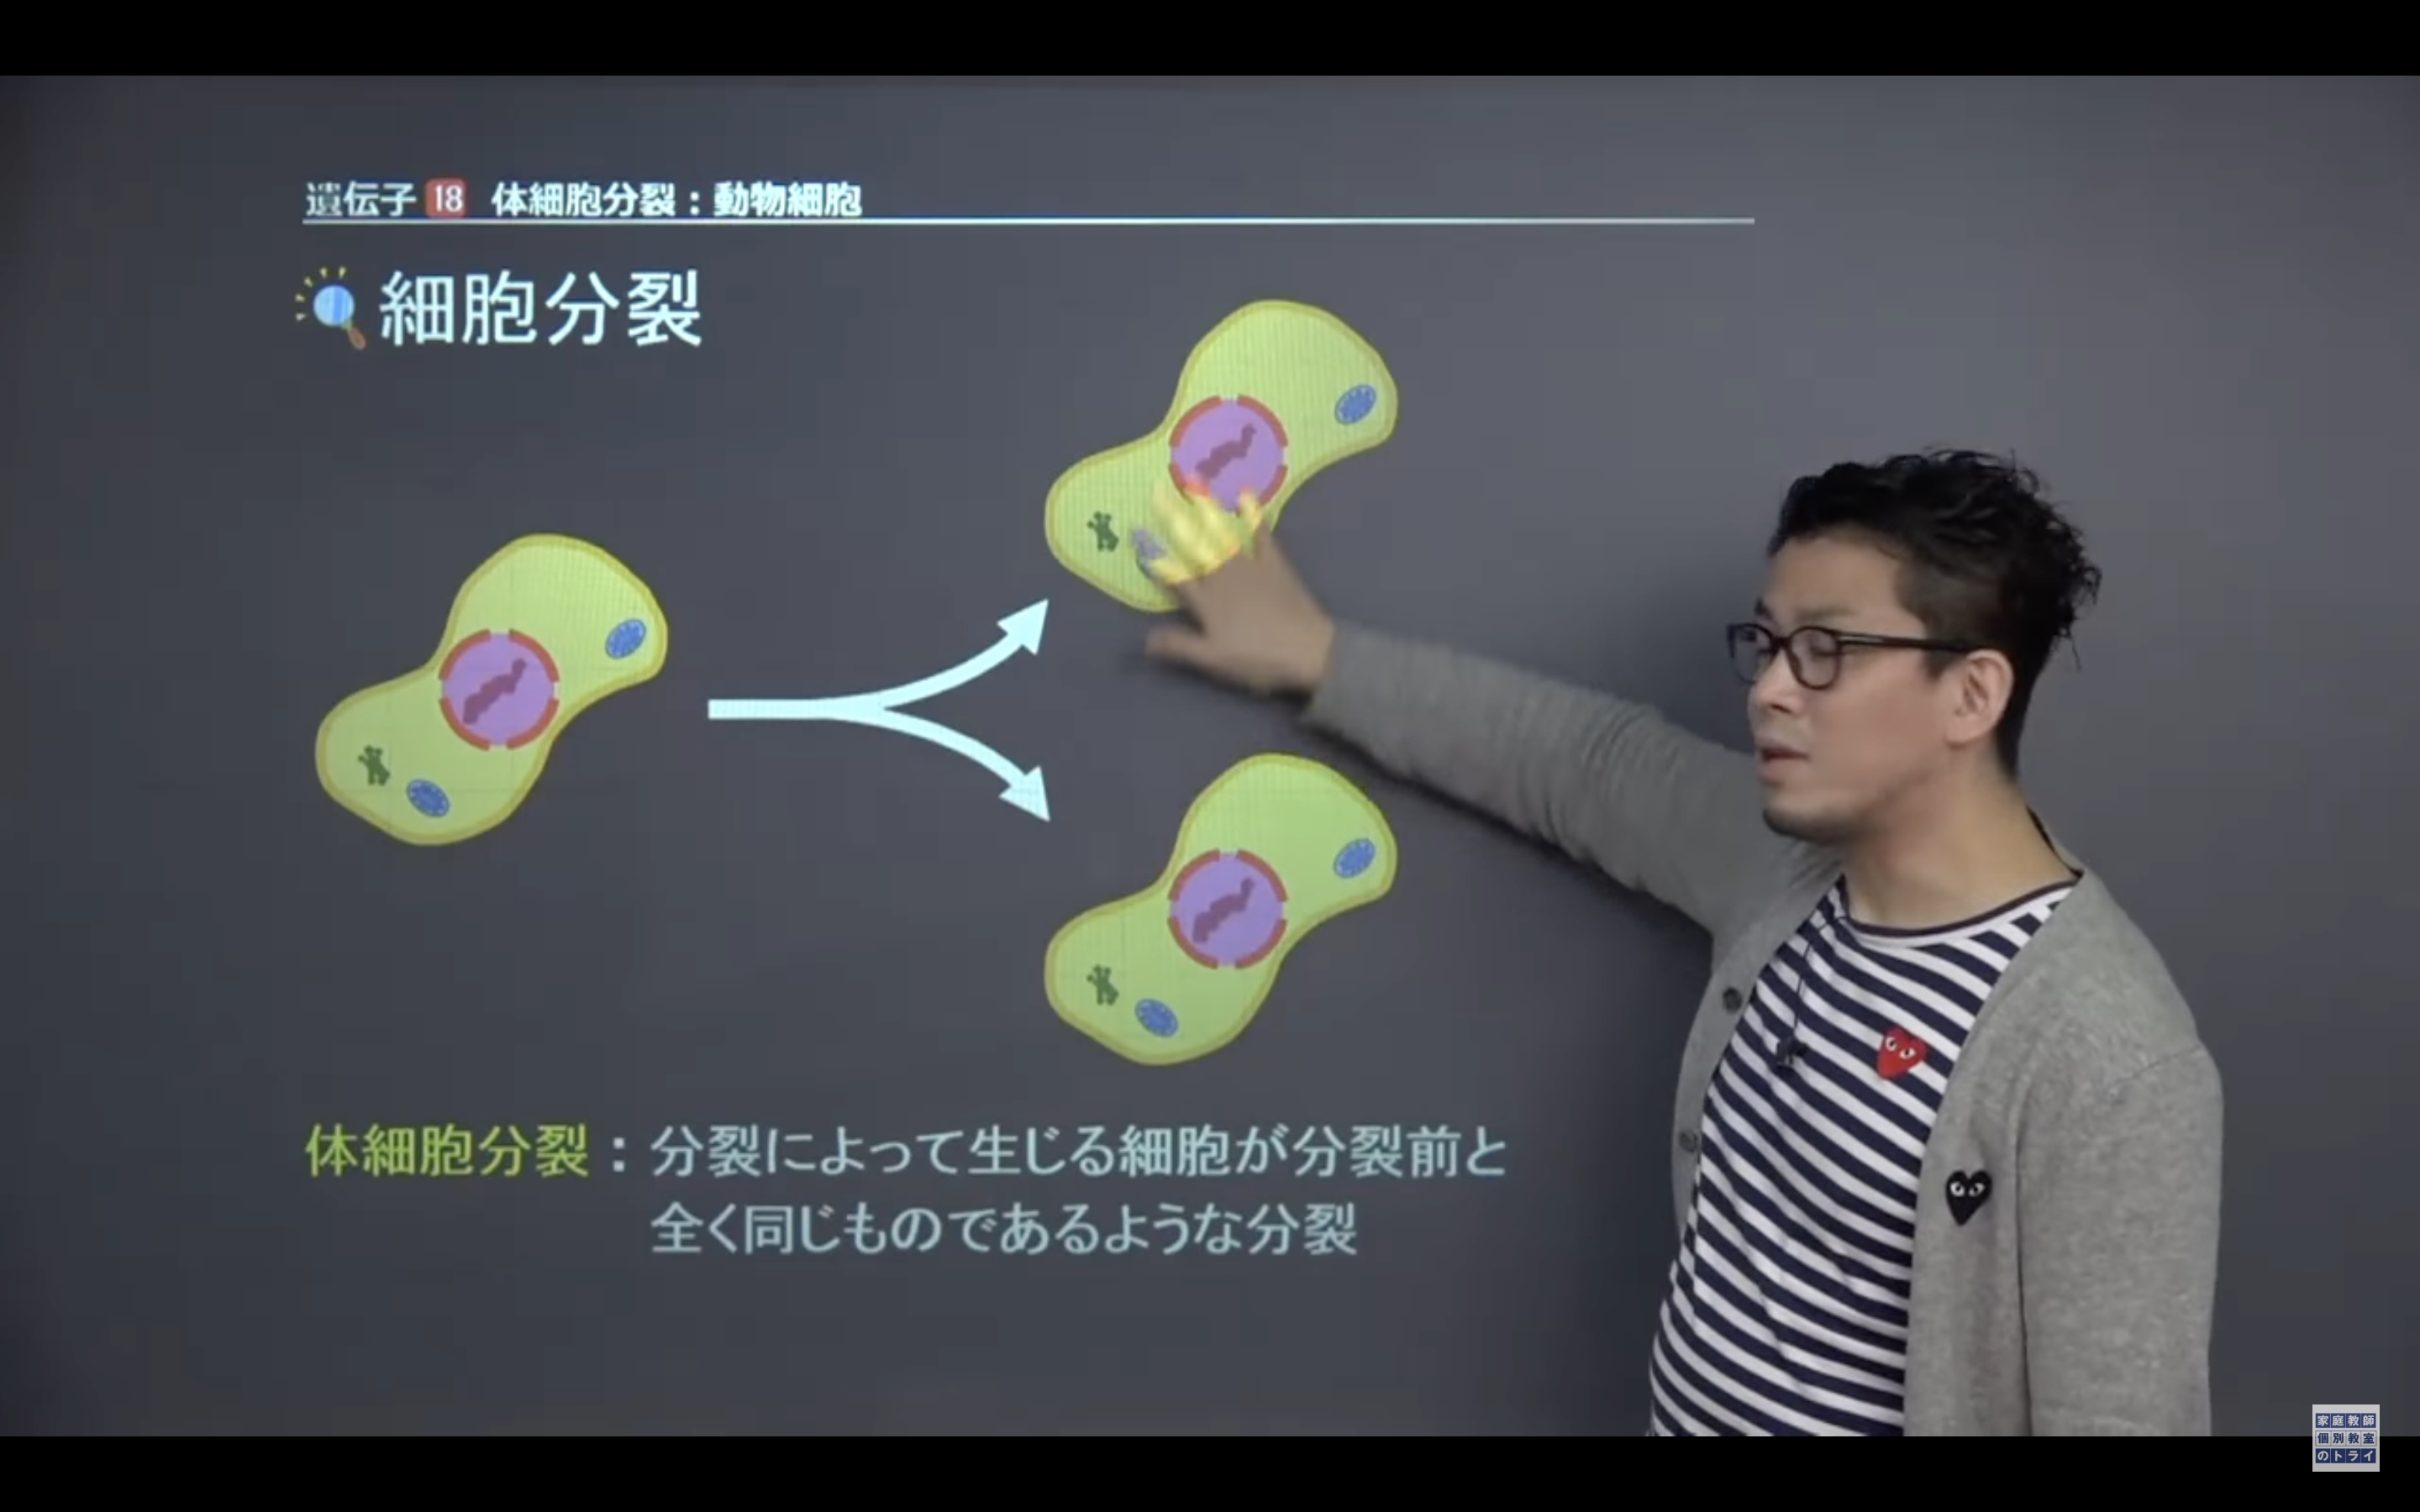 遺伝子 18 体細胞分裂：動物細胞
細胞分裂
体細胞分裂：分裂によって生じる細胞が分裂前と
全く同じものであるような分裂
家庭教師
個別教室
のトライ